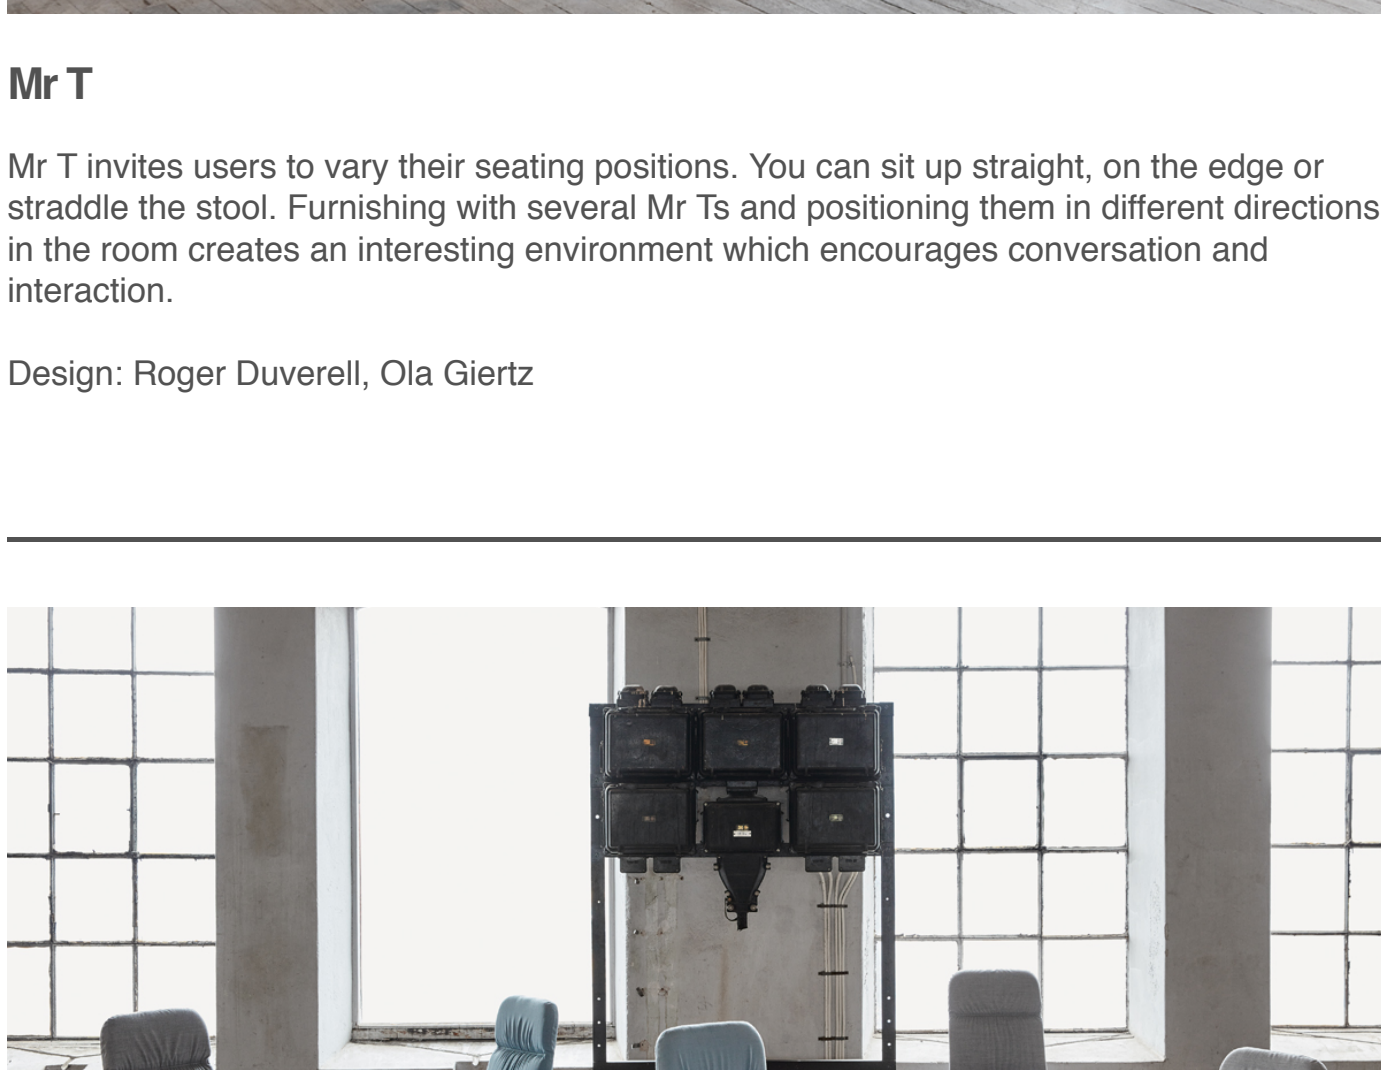 Mr T
Mr T invites users to vary their seating positions. You can sit up straight, on the edge or
straddle the stool. Furnishing with several Mr Ts and positioning them in different directions
in the room creates an interesting environment which encourages conversation and
interaction.
Design: Roger Duverell, Ola Giertz